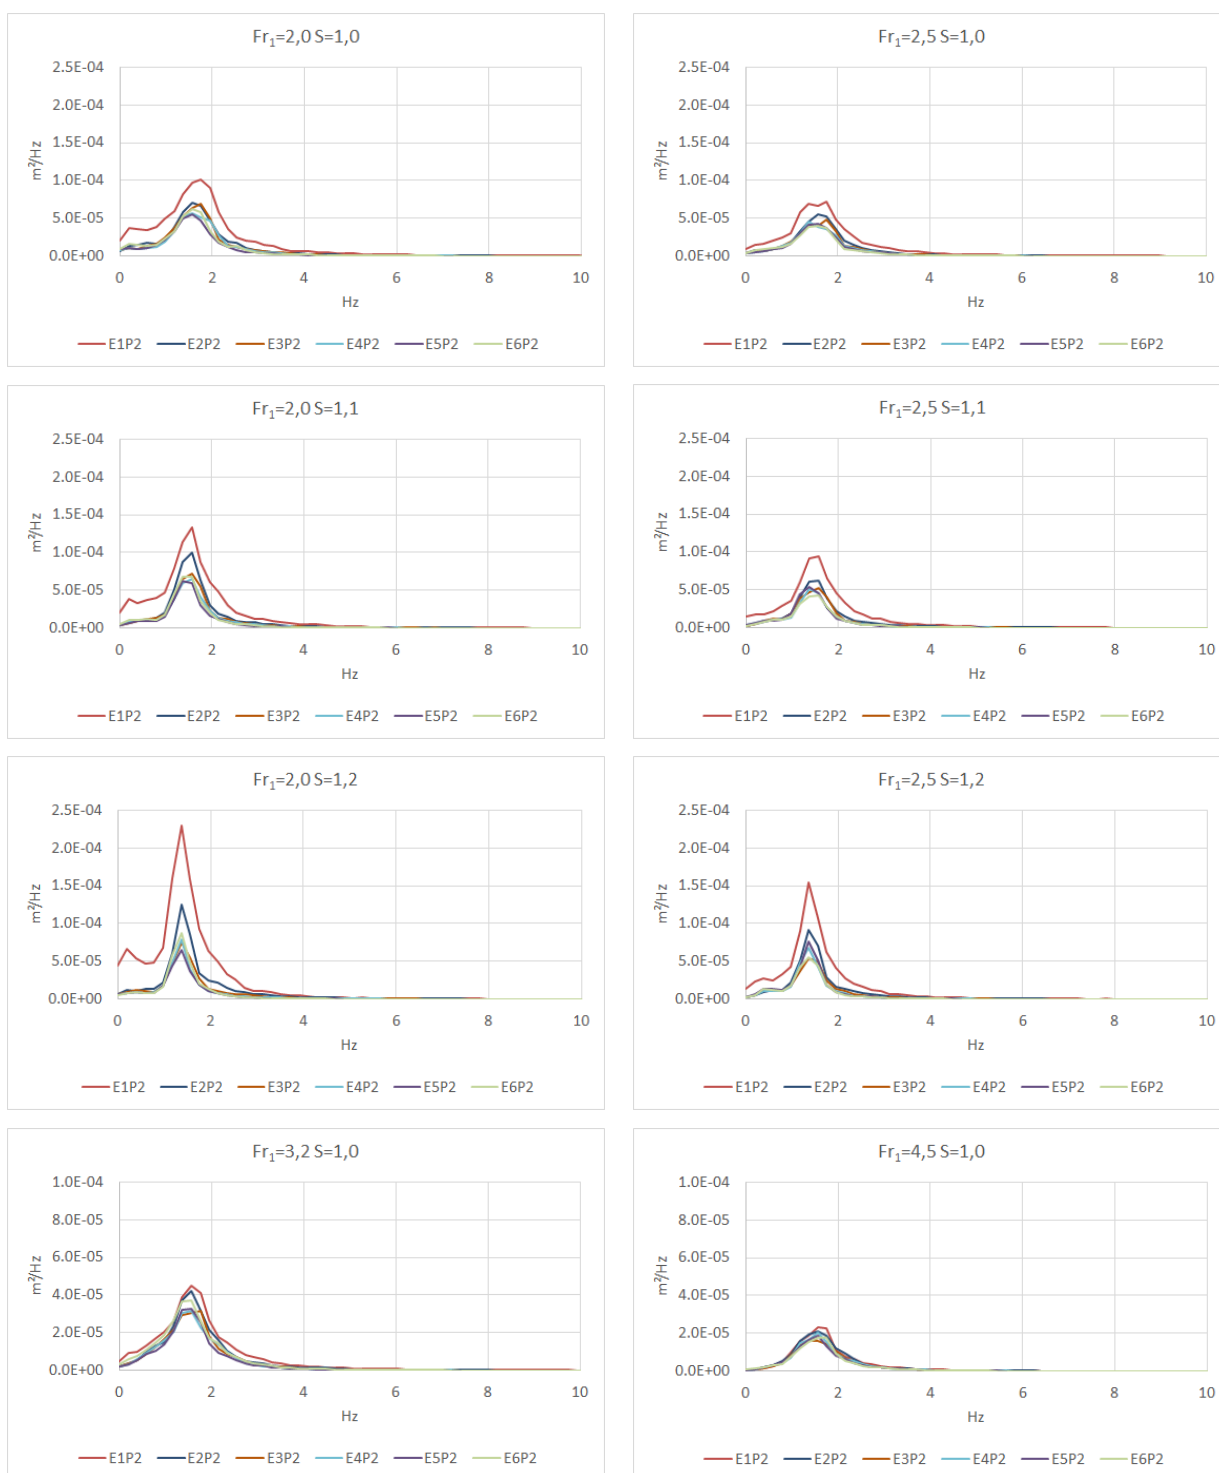 Fr₁=2,0 S=1,0
2.5E-04
2.0E-04
1.5E-04
1.0E-04
5.0E-05
0.0E+00
m²/Hz
0 2 4 6 8 10
Hz
E1P2 E2P2 E3P2 E4P2 E5P2 E6P2
Fr₁=2,5 S=1,0
2.5E-04
2.0E-04
1.5E-04
1.0E-04
5.0E-05
0.0E+00
m²/Hz
0 2 4 6 8 10
Hz
E1P2 E2P2 E3P2 E4P2 E5P2 E6P2
Fr₁=2,0 S=1,1
2.5E-04
2.0E-04
1.5E-04
1.0E-04
5.0E-05
0.0E+00
m²/Hz
0 2 4 6 8 10
Hz
E1P2 E2P2 E3P2 E4P2 E5P2 E6P2
Fr₁=2,5 S=1,1
2.5E-04
2.0E-04
1.5E-04
1.0E-04
5.0E-05
0.0E+00
m²/Hz
0 2 4 6 8 10
Hz
E1P2 E2P2 E3P2 E4P2 E5P2 E6P2
Fr₁=2,0 S=1,2
2.5E-04
2.0E-04
1.5E-04
1.0E-04
5.0E-05
0.0E+00
m²/Hz
0 2 4 6 8 10
Hz
E1P2 E2P2 E3P2 E4P2 E5P2 E6P2
Fr₁=2,5 S=1,2
2.5E-04
2.0E-04
1.5E-04
1.0E-04
5.0E-05
0.0E+00
m²/Hz
0 2 4 6 8 10
Hz
E1P2 E2P2 E3P2 E4P2 E5P2 E6P2
Fr₁=3,2 S=1,0
1.0E-04
8.0E-05
6.0E-05
4.0E-05
2.0E-05
0.0E+00
m²/Hz
0 2 4 6 8 10
Hz
E1P2 E2P2 E3P2 E4P2 E5P2 E6P2
Fr₁=4,5 S=1,0
1.0E-04
8.0E-05
6.0E-05
4.0E-05
2.0E-05
0.0E+00
m²/Hz
0 2 4 6 8 10
Hz
E1P2 E2P2 E3P2 E4P2 E5P2 E6P2